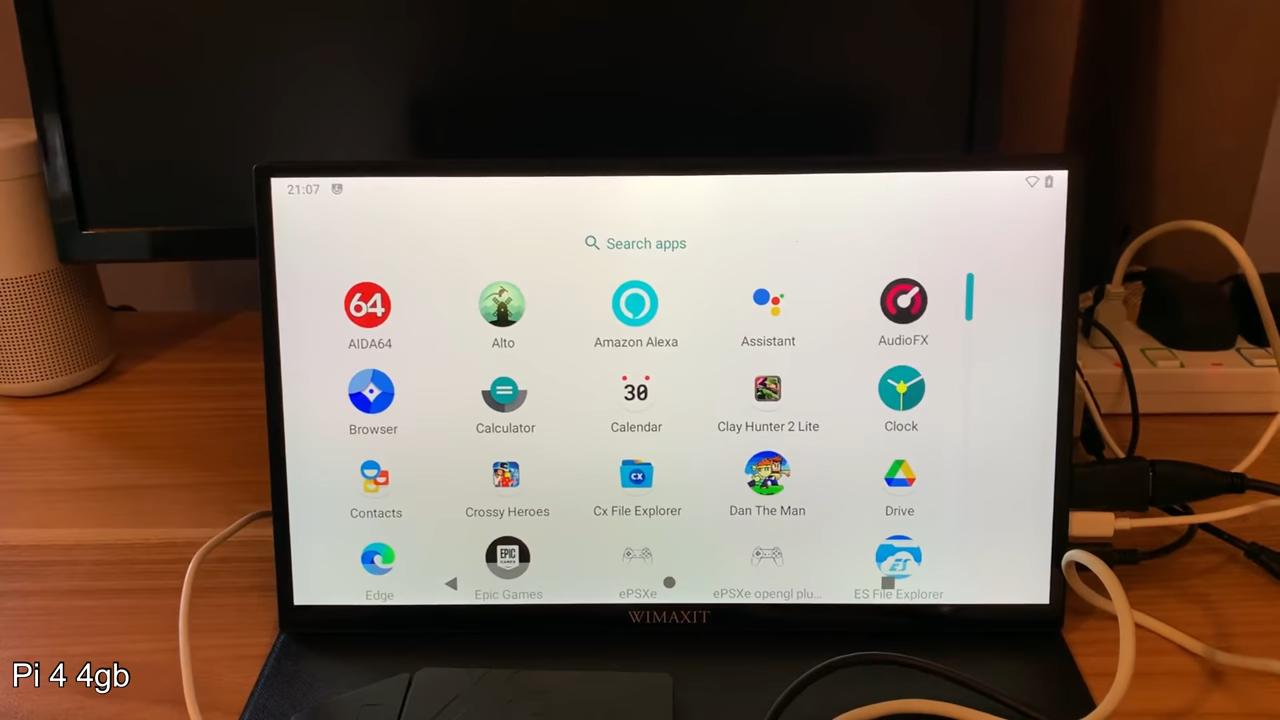 21:07
Search apps
64
AIDA64
Alto
Amazon Alexa
Assistant
AudioFX
Browser
Calculator
30
Calendar
Clay Hunter 2 Lite
Clock
Contacts
Crossy Heroes
CX
Cx File Explorer
Dan The Man
Drive
Edge
EPIC
GAMES
Epic Games
ePSXe
ePSXe opengl plu...
ES
ES File Explorer
WIMAXIT
Pi 4 4gb